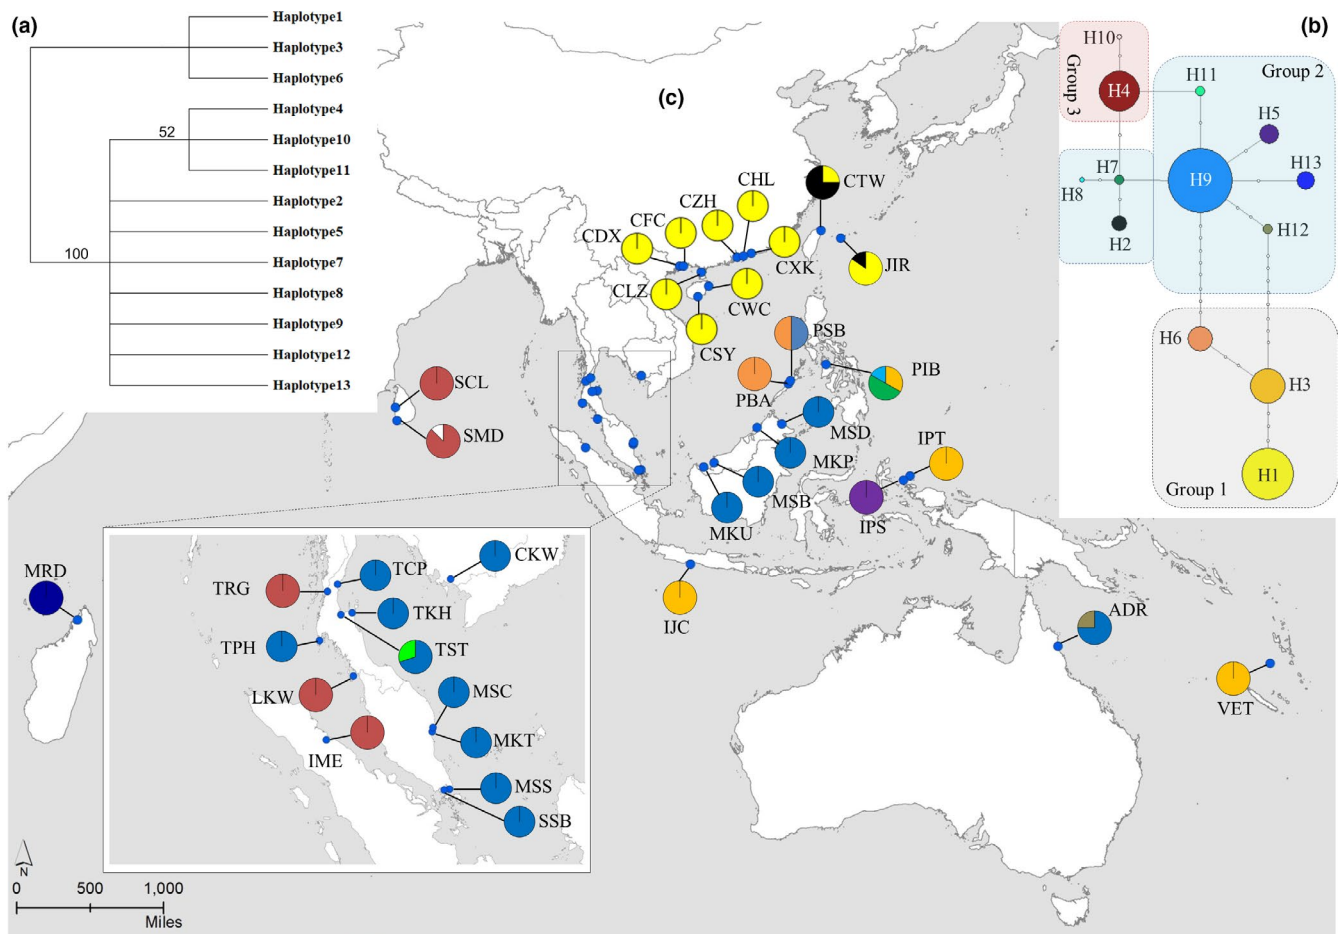 (a)
Haplotype1
Haplotype3
Haplotype6
Haplotype4
52
Haplotype10
Haplotype11
Haplotype2
Haplotype5
100
Haplotype7
Haplotype8
Haplotype9
Haplotype12
Haplotype13
(b)
H10
Group 3
H4
H11
Group 2
H5
H7
H9
H13
H8
H2
H12
H6
H3
H1
Group 1
(c)
CTW
CHL
CZH
CFC
CDX
CXK
JIR
CLZ
CWC
CSY
PSB
PIB
PBA
SCL
SMD
MSD
IPT
MKP
MSB
IPS
MKU
IJC
MRD
ADR
VET
CKW
TCP
TRG
TKH
TPH
TST
LKW
MSC
MKT
IME
MSS
SSB
N
0 500 1,000
Miles